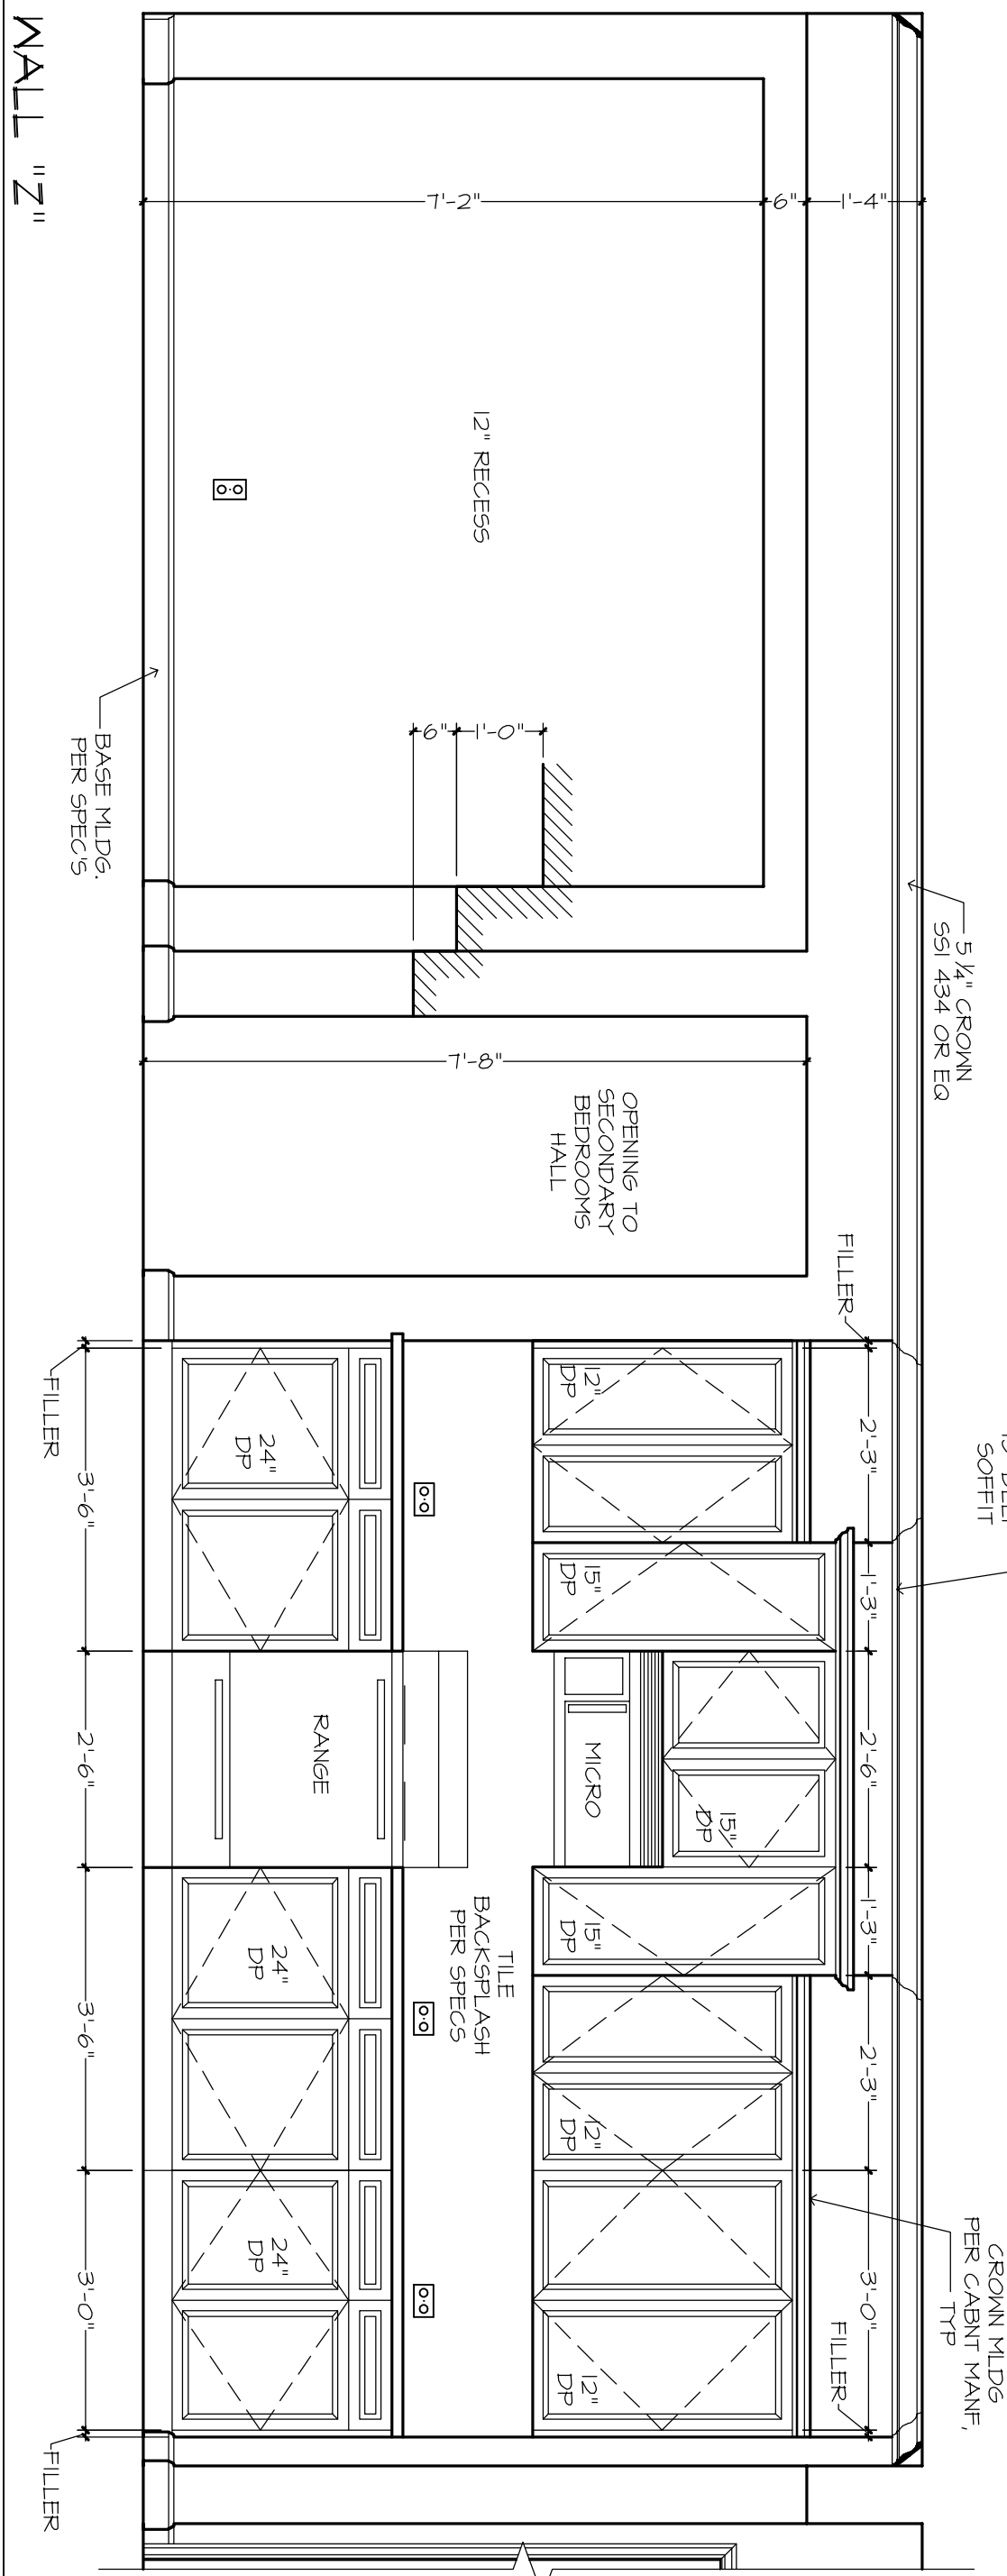 5 1/4" CROWN
SSI 434 OR EQ
SOFFIT
CROWN MLDG
PER CABNT MANF,
TYP
FILLER
2'-3"
1'-3"
2'-6"
1'-3"
2'-3"
3'-0"
FILLER
1'-4"
6"
7'-2"
12" RECESS
1'-0"
6"
7'-8"
OPENING TO
SECONDARY
BEDROOMS
HALL
12"
DP
15"
DP
15"
DP
MICRO
15"
DP
12"
DP
12"
DP
TILE
BACKSPLASH
PER SPECS
24"
DP
RANGE
24"
DP
24"
DP
BASE MLDG.
PER SPEC'S
FILLER
3'-6"
2'-6"
3'-6"
3'-0"
FILLER
WALL "Z"